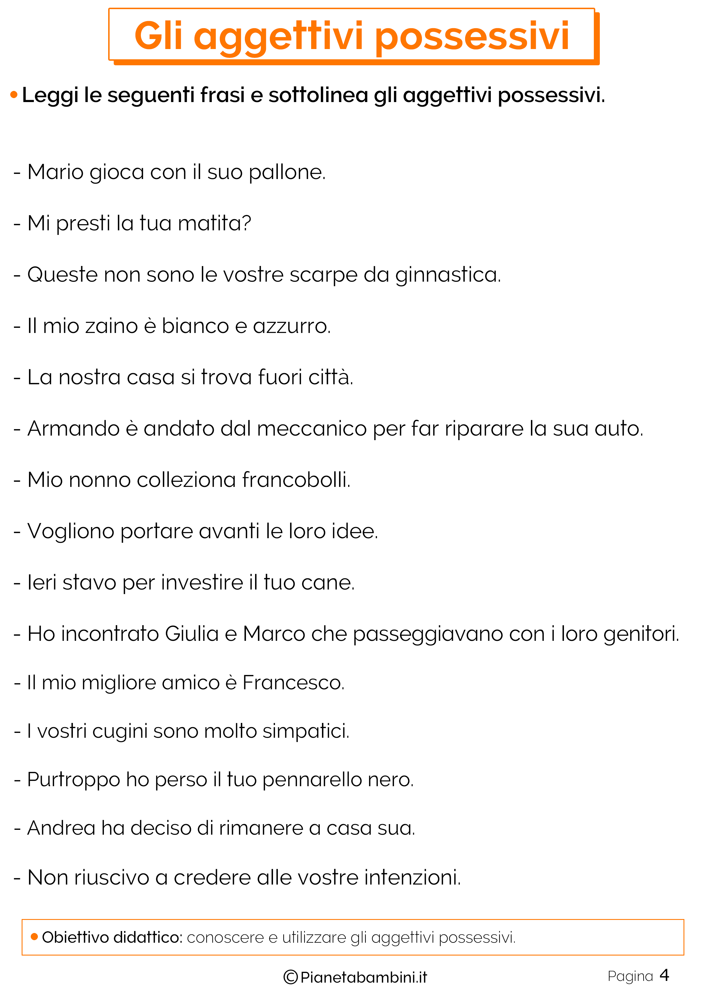 Gli aggettivi possessivi
• Leggi le seguenti frasi e sottolinea gli aggettivi possessivi.
- Mario gioca con il suo pallone.
- Mi presti la tua matita?
- Queste non sono le vostre scarpe da ginnastica.
- Il mio zaino è bianco e azzurro.
- La nostra casa si trova fuori città.
- Armando è andato dal meccanico per far riparare la sua auto.
- Mio nonno colleziona francobolli.
- Vogliono portare avanti le loro idee.
- Ieri stavo per investire il tuo cane.
- Ho incontrato Giulia e Marco che passeggiavano con i loro genitori.
- Il mio migliore amico è Francesco.
- I vostri cugini sono molto simpatici.
- Purtroppo ho perso il tuo pennarello nero.
- Andrea ha deciso di rimanere a casa sua.
- Non riuscivo a credere alle vostre intenzioni.
• Obiettivo didattico: conoscere e utilizzare gli aggettivi possessivi.
©Pianetabambini.it
Pagina 4